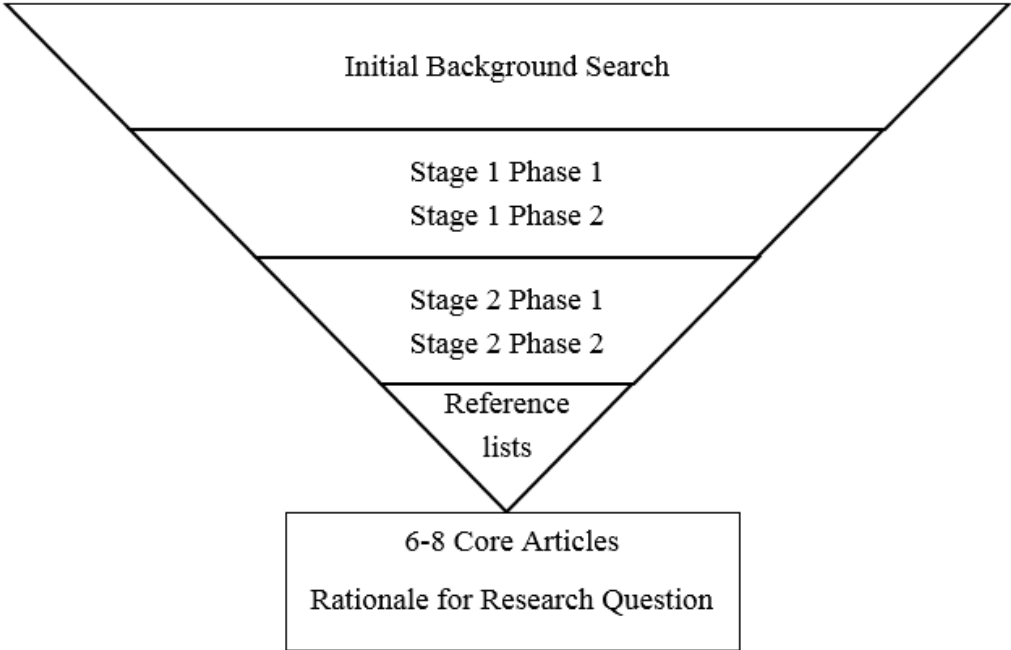 Initial Background Search
Stage 1 Phase 1
Stage 1 Phase 2
Stage 2 Phase 1
Stage 2 Phase 2
Reference
lists
6-8 Core Articles
Rationale for Research Question